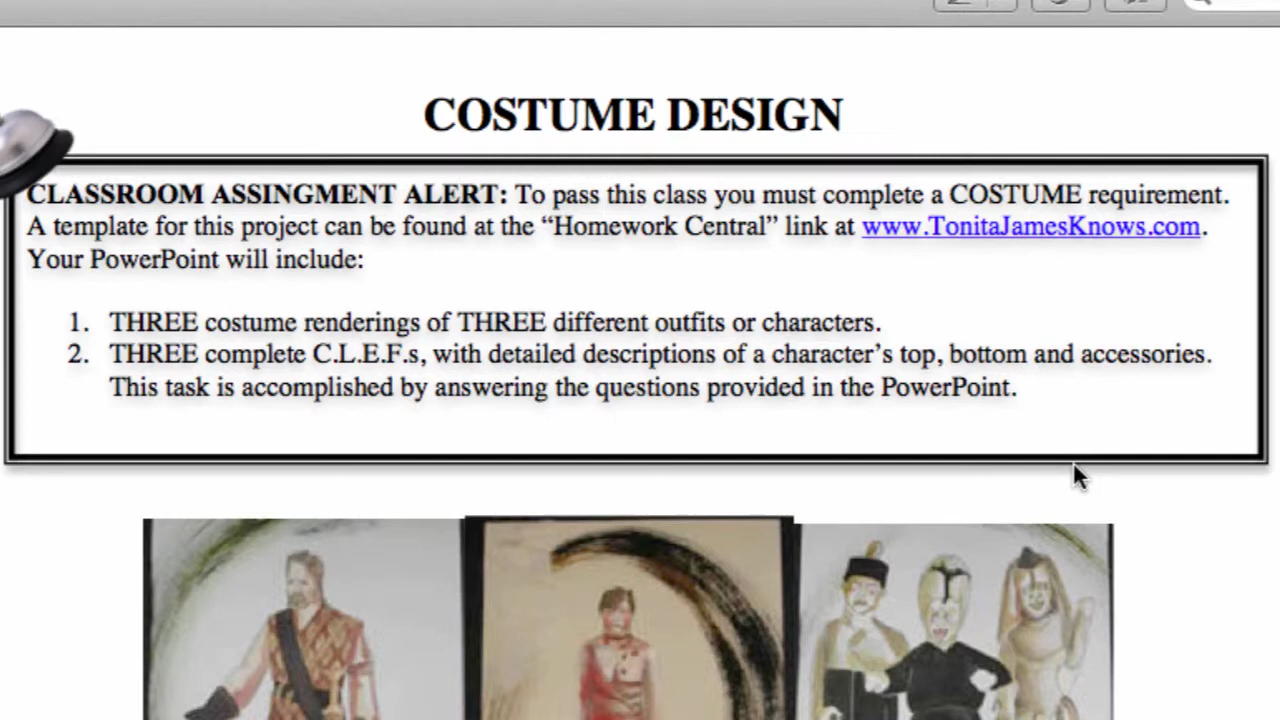 COSTUME DESIGN
CLASSROOM ASSINGMENT ALERT: To pass this class you must complete a COSTUME requirement.
A template for this project can be found at the “Homework Central” link at www.TonitaJamesKnows.com.
Your PowerPoint will include:
1. THREE costume renderings of THREE different outfits or characters.
2. THREE complete C.L.E.F.s, with detailed descriptions of a character’s top, bottom and accessories.
This task is accomplished by answering the questions provided in the PowerPoint.